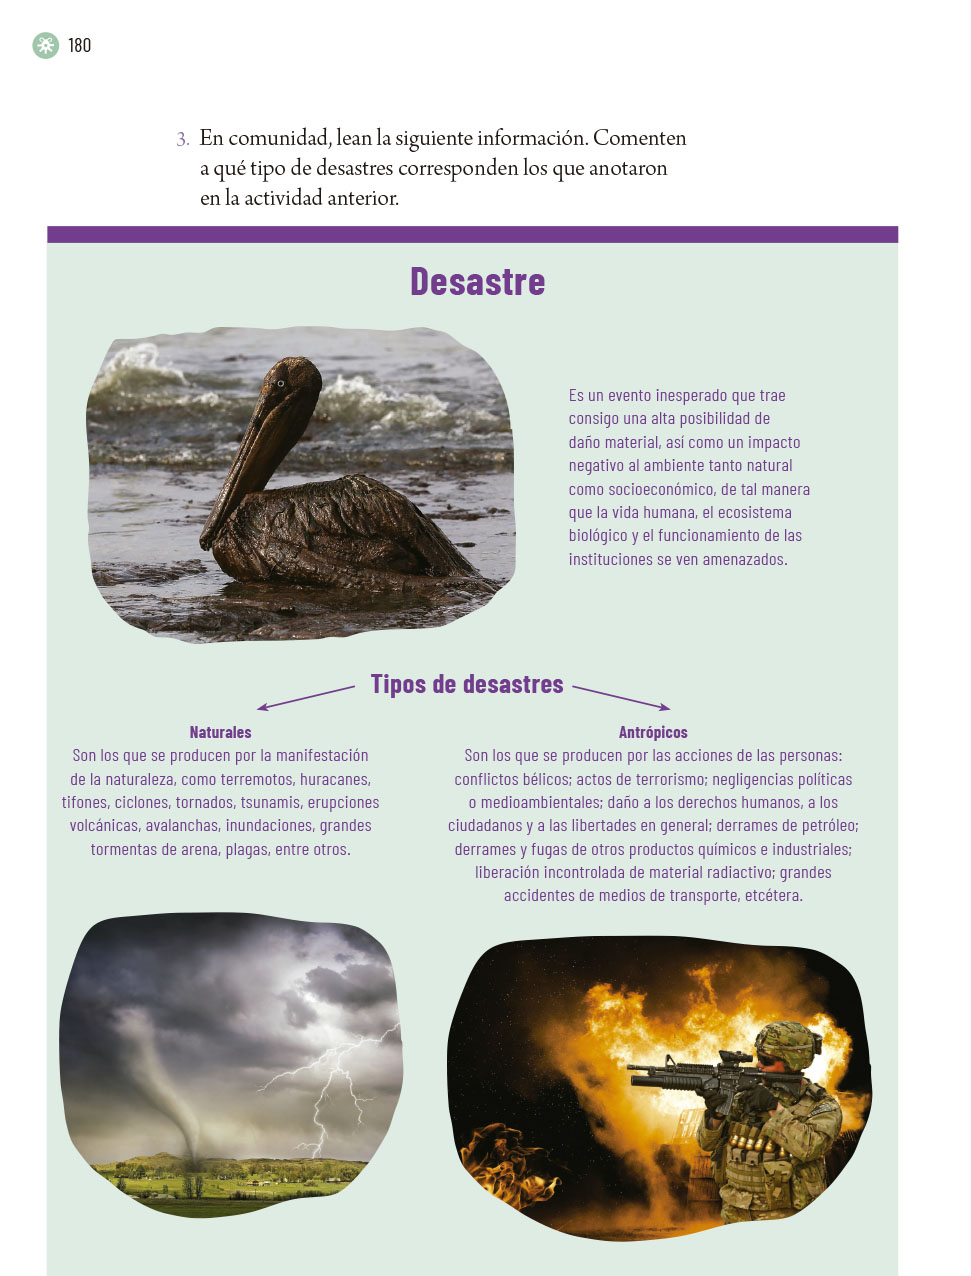 180
3. En comunidad, lean la siguiente información. Comenten
a qué tipo de desastres corresponden los que anotaron
en la actividad anterior.
Desastre
Es un evento inesperado que trae
consigo una alta posibilidad de
daño material, así como un impacto
negativo al ambiente tanto natural
como socioeconómico, de tal manera
que la vida humana, el ecosistema
biológico y el funcionamiento de las
instituciones se ven amenazados.
Tipos de desastres
Naturales
Son los que se producen por la manifestación
de la naturaleza, como terremotos, huracanes,
tifones, ciclones, tornados, tsunamis, erupciones
volcánicas, avalanchas, inundaciones, grandes
tormentas de arena, plagas, entre otros.
Antrópicos
Son los que se producen por las acciones de las personas:
conflictos bélicos; actos de terrorismo; negligencias políticas
o medioambientales; daño a los derechos humanos, a los
ciudadanos y a las libertades en general; derrames de petróleo;
derrames y fugas de otros productos químicos e industriales;
liberación incontrolada de material radiactivo; grandes
accidentes de medios de transporte, etcétera.